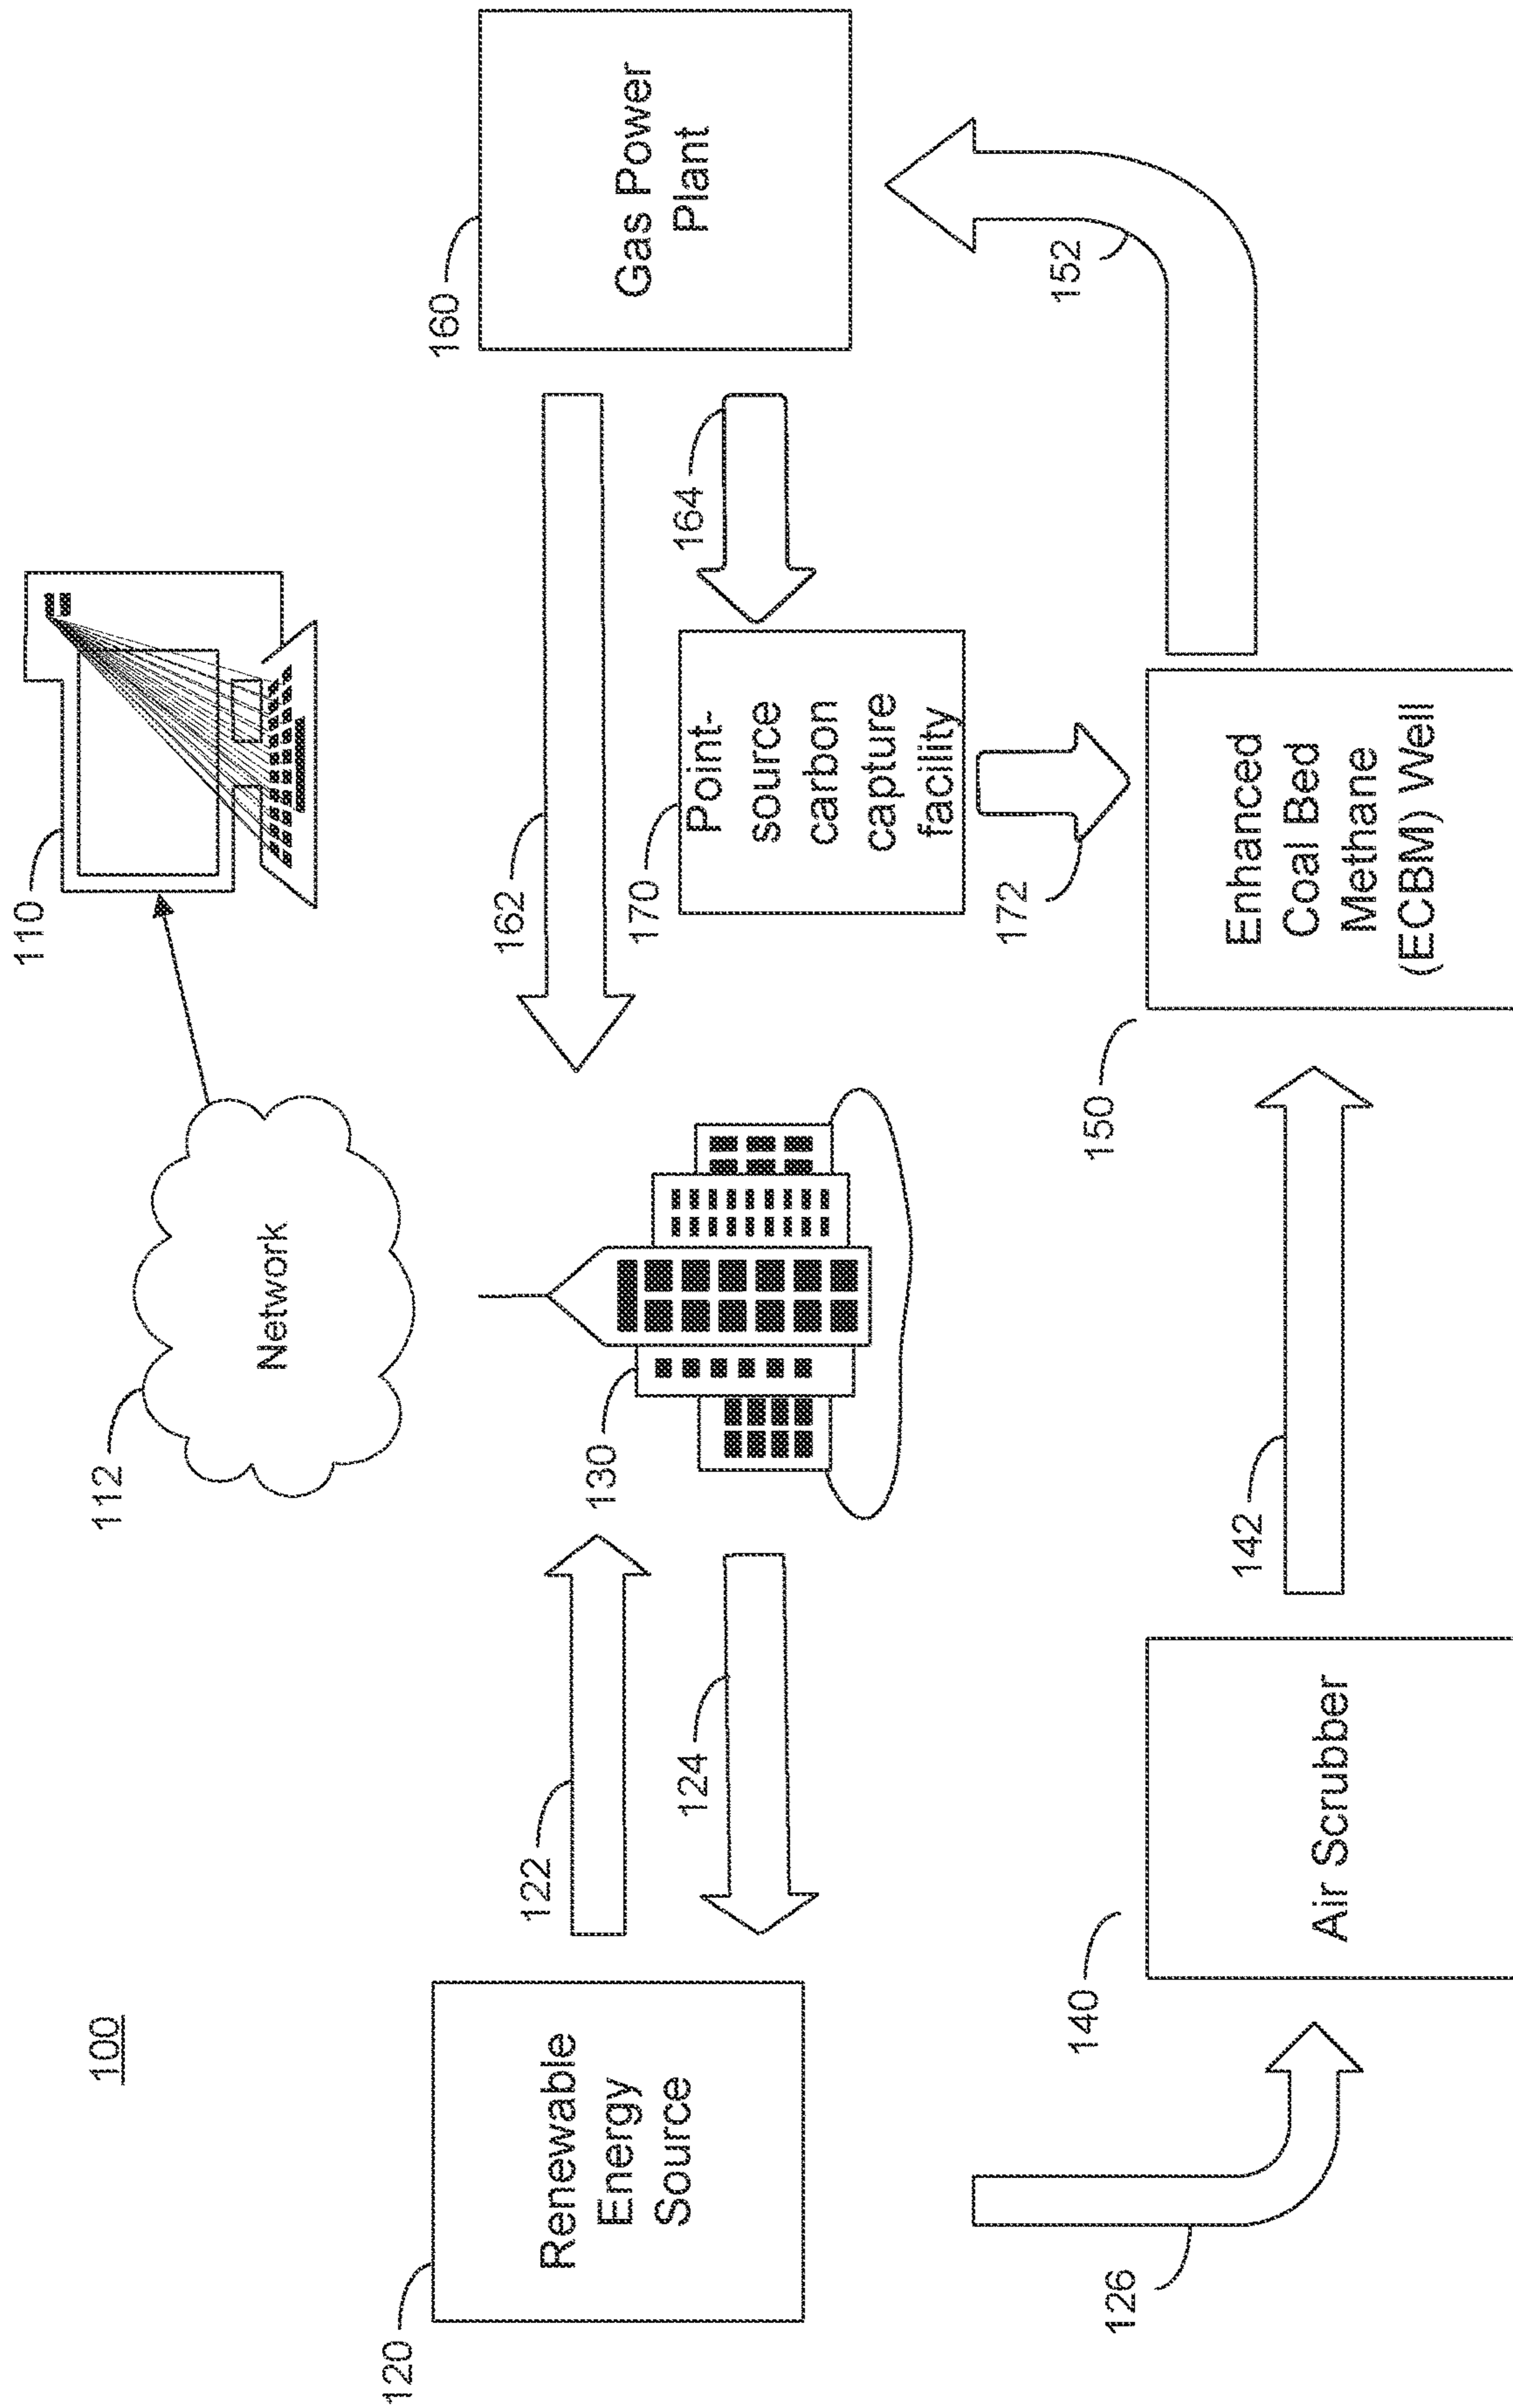 100
110
112
Network
120
Renewable
Energy
Source
122
124
130
162
160
Gas Power
Plant
164
170
Point-
source
carbon
capture
facility
172
126
140
Air Scrubber
142
150
Enhanced
Coal Bed
Methane
(ECBM) Well
152